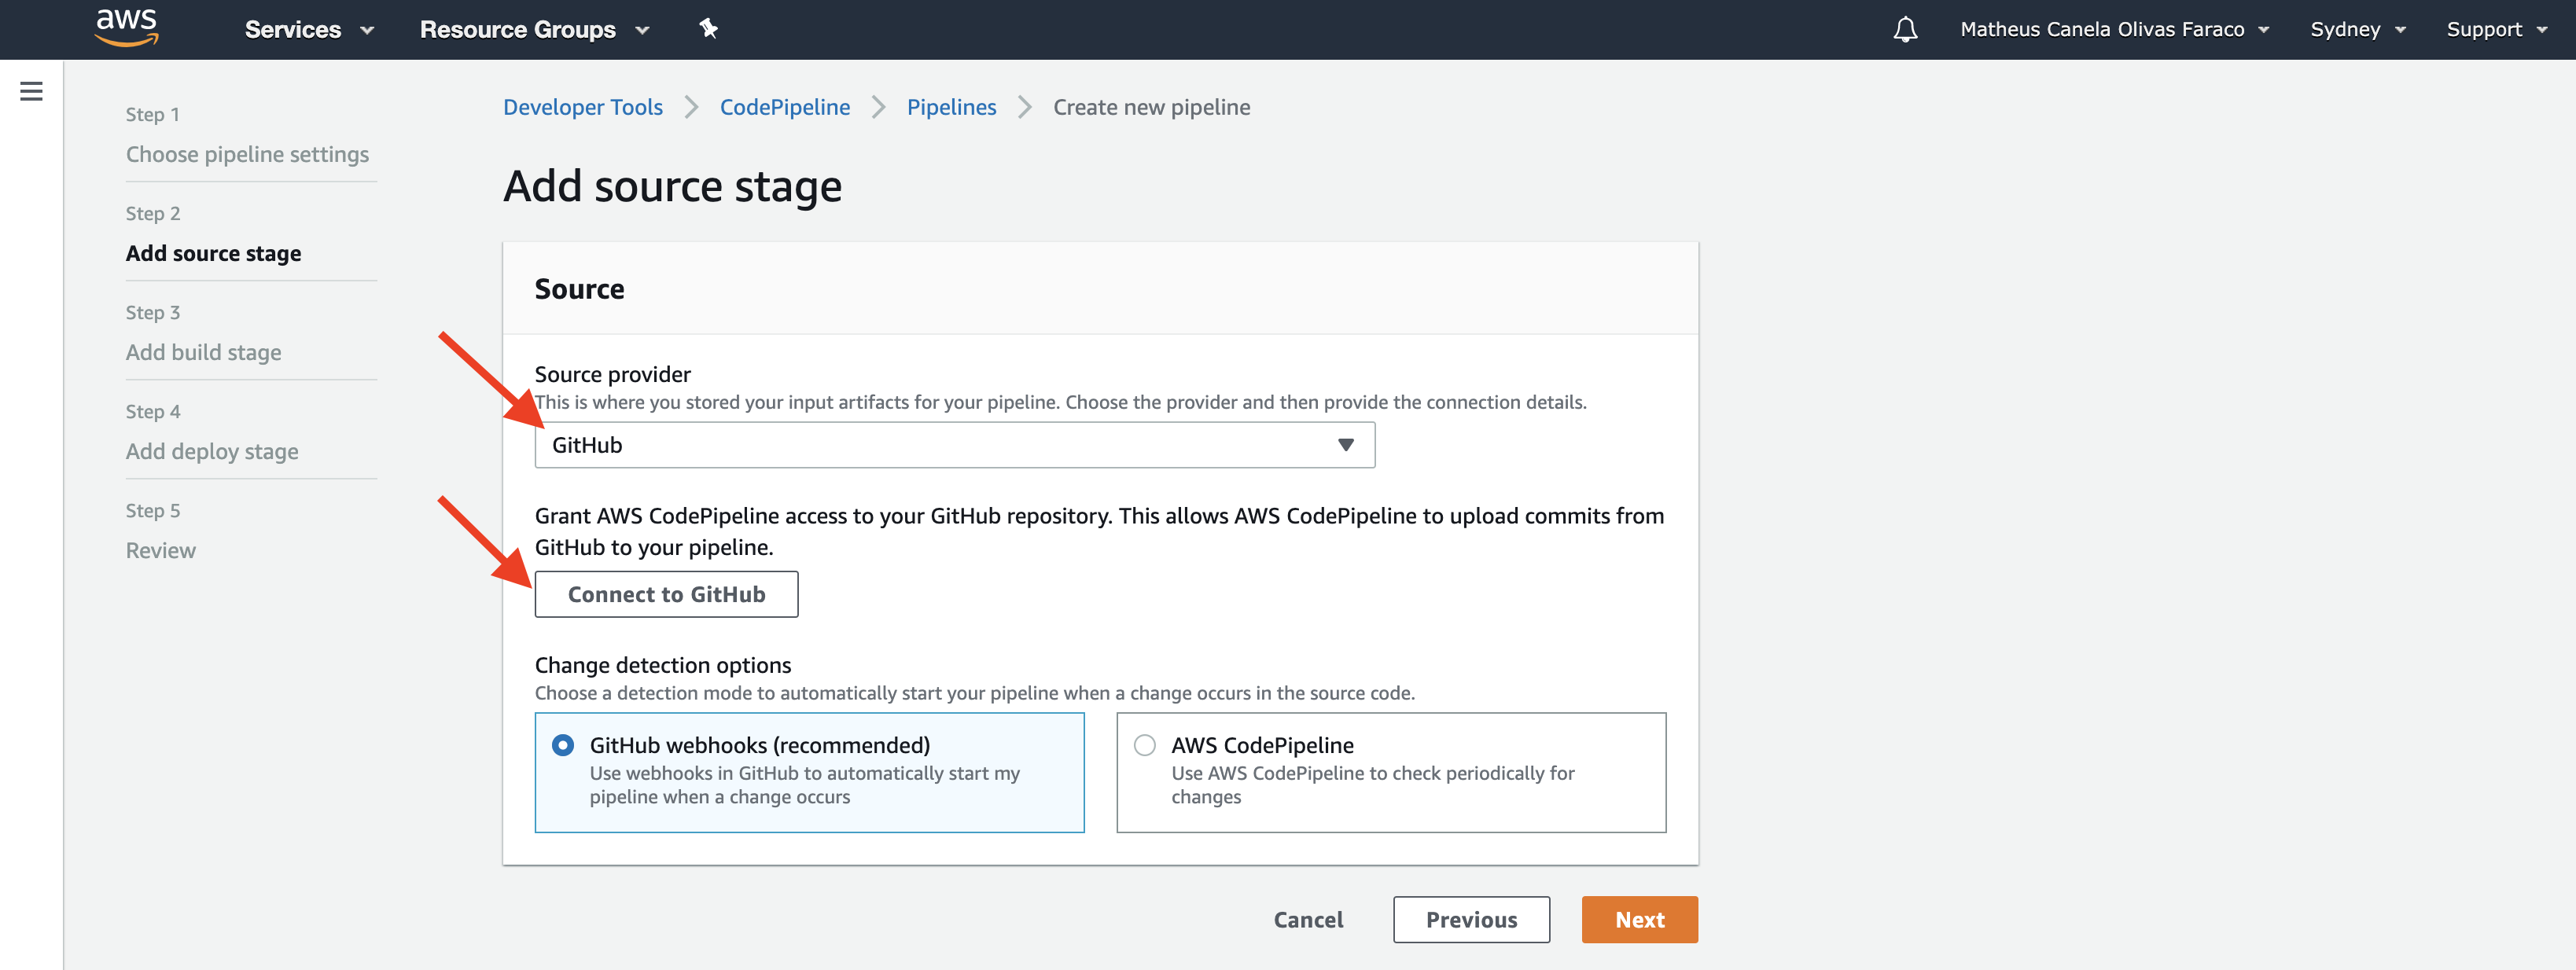 aws
Services
Resource Groups
Matheus Canela Olivas Faraco
Sydney
Support
Step 1
Choose pipeline settings
Step 2
Add source stage
Step 3
Add build stage
Step 4
Add deploy stage
Step 5
Review
Developer Tools
CodePipeline
Pipelines
Create new pipeline
Add source stage
Source
Source provider
This is where you stored your input artifacts for your pipeline. Choose the provider and then provide the connection details.
GitHub
Grant AWS CodePipeline access to your GitHub repository. This allows AWS CodePipeline to upload commits from
GitHub to your pipeline.
Connect to GitHub
Change detection options
Choose a detection mode to automatically start your pipeline when a change occurs in the source code.
GitHub webhooks (recommended)
Use webhooks in GitHub to automatically start my
pipeline when a change occurs
AWS CodePipeline
Use AWS CodePipeline to check periodically for
changes
Cancel
Previous
Next